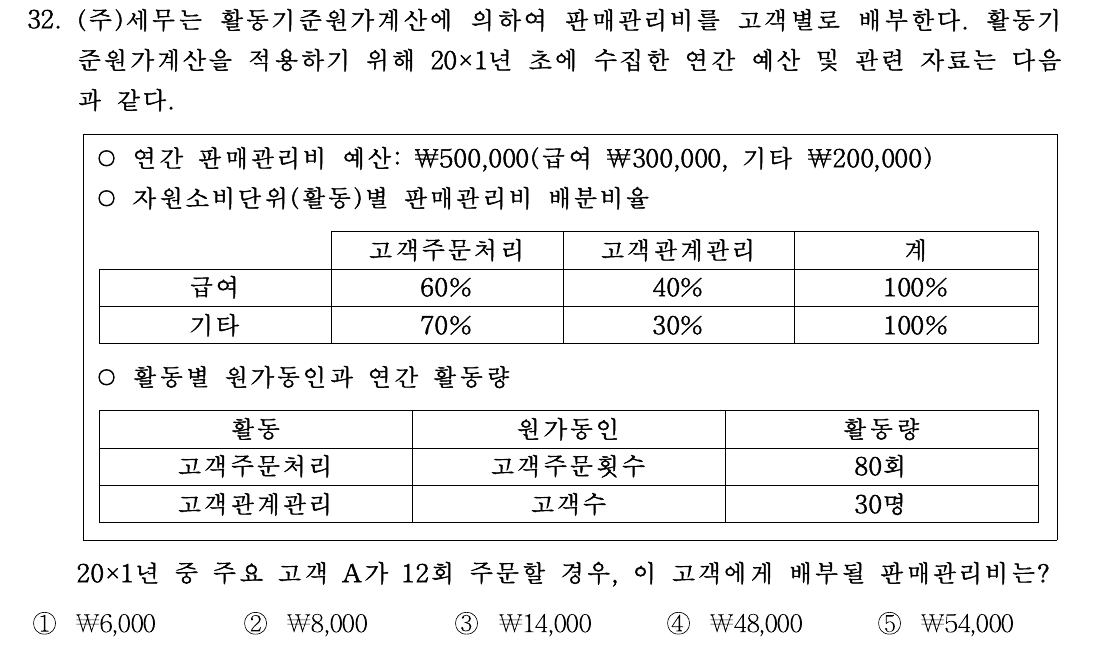 32. (주)세무는 활동기준원가계산에 의하여 판매관리비를 고객별로 배부한다. 활동기
준원가계산을 적용하기 위해 20×1년 초에 수집한 연간 예산 및 관련 자료는 다음
과 같다.
○ 연간 판매관리비 예산: ₩500,000(급여 ₩300,000, 기타 ₩200,000)
○ 자원소비단위(활동)별 판매관리비 배분비율
고객주문처리 고객관계관리 계
급여 60% 40% 100%
기타 70% 30% 100%
○ 활동별 원가동인과 연간 활동량
활동 원가동인 활동량
고객주문처리 고객주문횟수 80회
고객관계관리 고객수 30명
20×1년 중 주요 고객 A가 12회 주문할 경우, 이 고객에게 배부될 판매관리비는?
① ₩6,000 ② ₩8,000 ③ ₩14,000 ④ ₩48,000 ⑤ ₩54,000